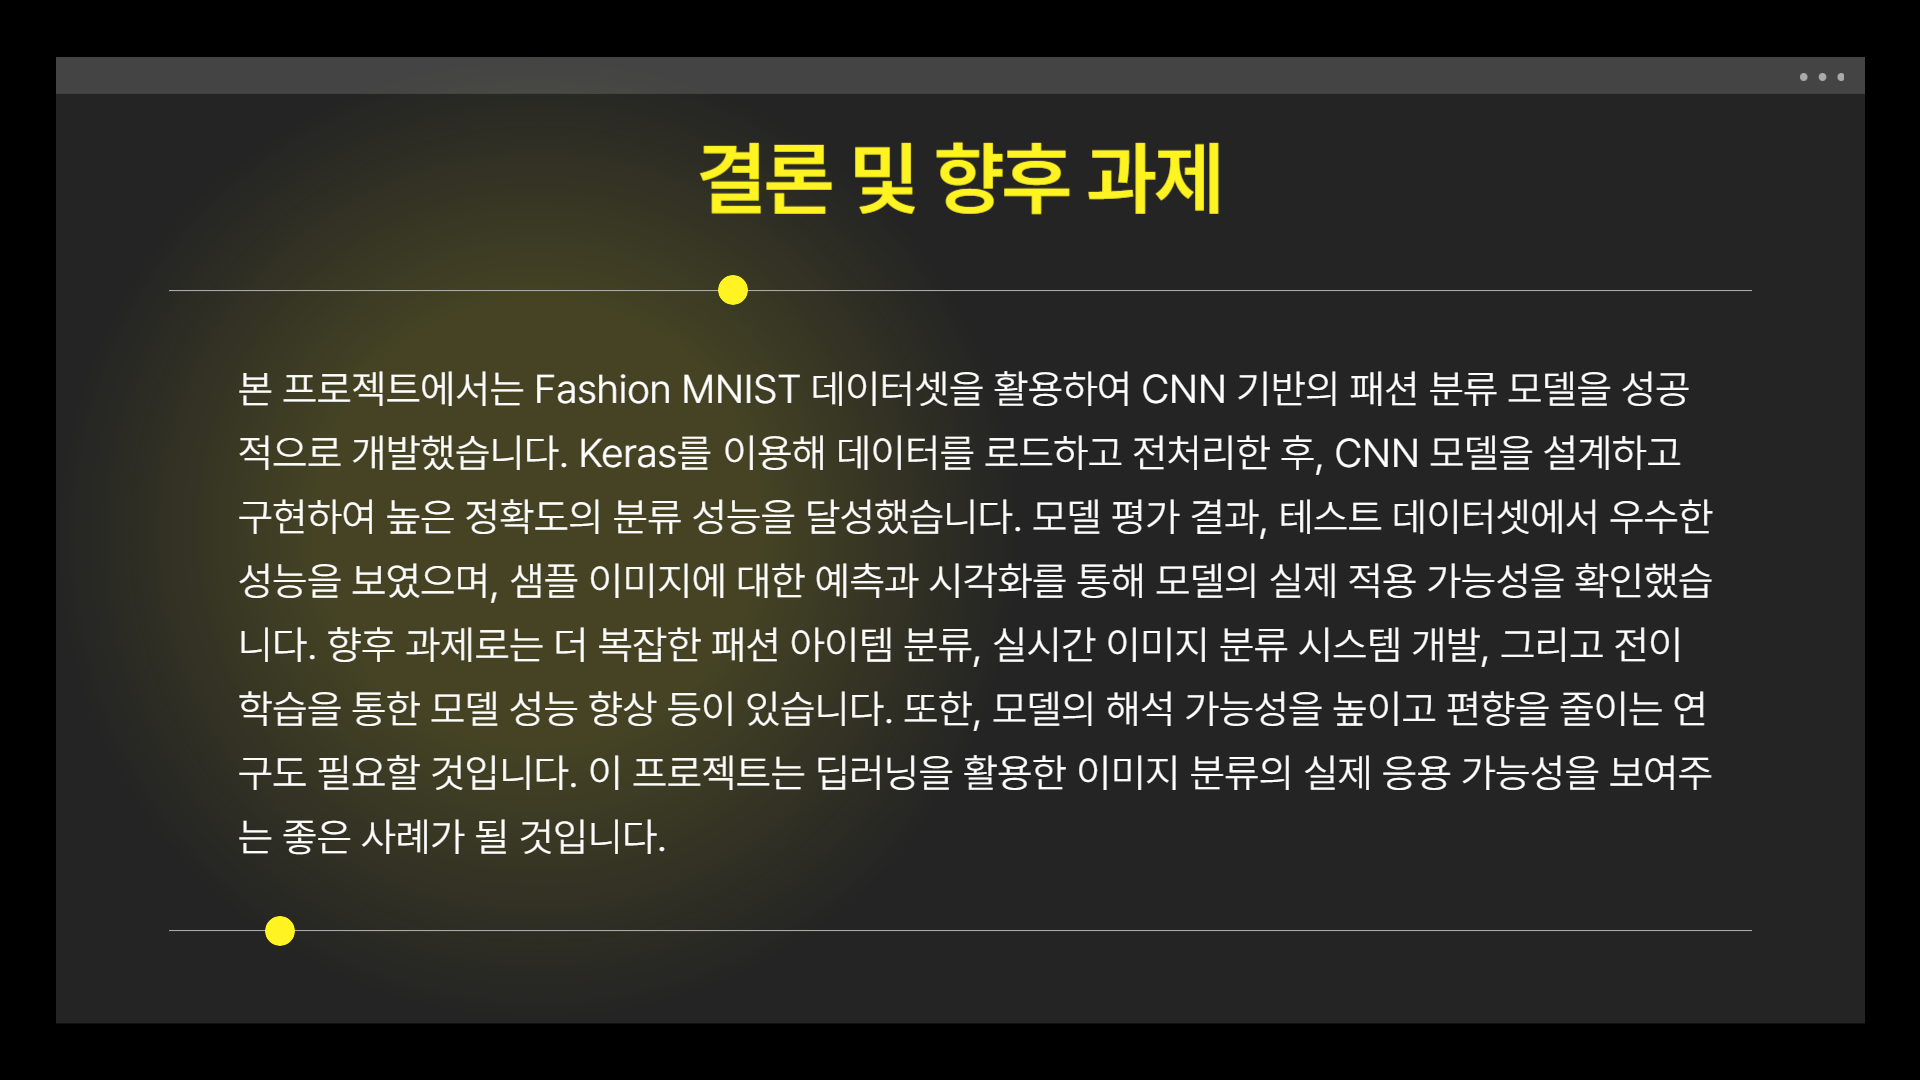 결론 및 향후 과제
본 프로젝트에서는 Fashion MNIST 데이터셋을 활용하여 CNN 기반의 패션 분류 모델을 성공
적으로 개발했습니다. Keras를 이용해 데이터를 로드하고 전처리한 후, CNN 모델을 설계하고
구현하여 높은 정확도의 분류 성능을 달성했습니다. 모델 평가 결과, 테스트 데이터셋에서 우수한
성능을 보였으며, 샘플 이미지에 대한 예측과 시각화를 통해 모델의 실제 적용 가능성을 확인했습
니다. 향후 과제로는 더 복잡한 패션 아이템 분류, 실시간 이미지 분류 시스템 개발, 그리고 전이
학습을 통한 모델 성능 향상 등이 있습니다. 또한, 모델의 해석 가능성을 높이고 편향을 줄이는 연
구도 필요할 것입니다. 이 프로젝트는 딥러닝을 활용한 이미지 분류의 실제 응용 가능성을 보여주
는 좋은 사례가 될 것입니다.